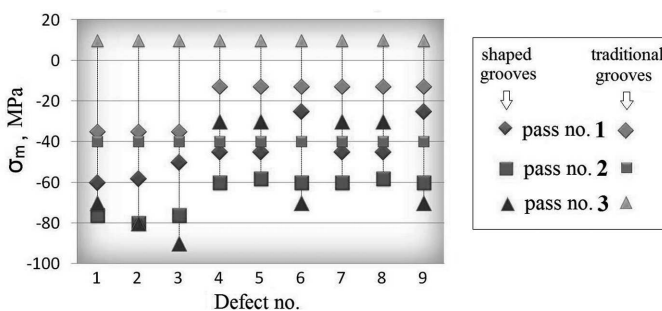 20
0
-20
-40
-60
-80
-100
σm , MPa
1 2 3 4 5 6 7 8 9
Defect no.
shaped traditional
grooves grooves
pass no. 1
pass no. 2
pass no. 3